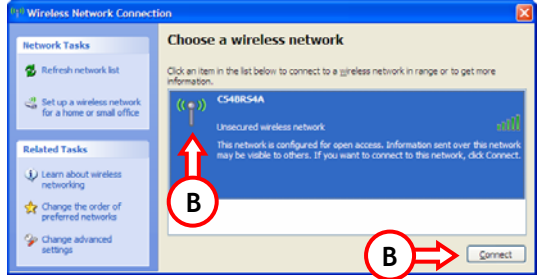 Wireless Network Connection
Network Tasks
Refresh network list
Set up a wireless network
for a home or small office
Related Tasks
Learn about wireless
networking
Change the order of
preferred networks
Change advanced
settings
Choose a wireless network
Click an item in the list below to connect to a wireless network in range or to get more
information.
C54BRS4A
Unsecured wireless network
This network is configured for open access. Information sent over this network
may be visible to others. If you want to connect to this network, click Connect.
B
B
Connect